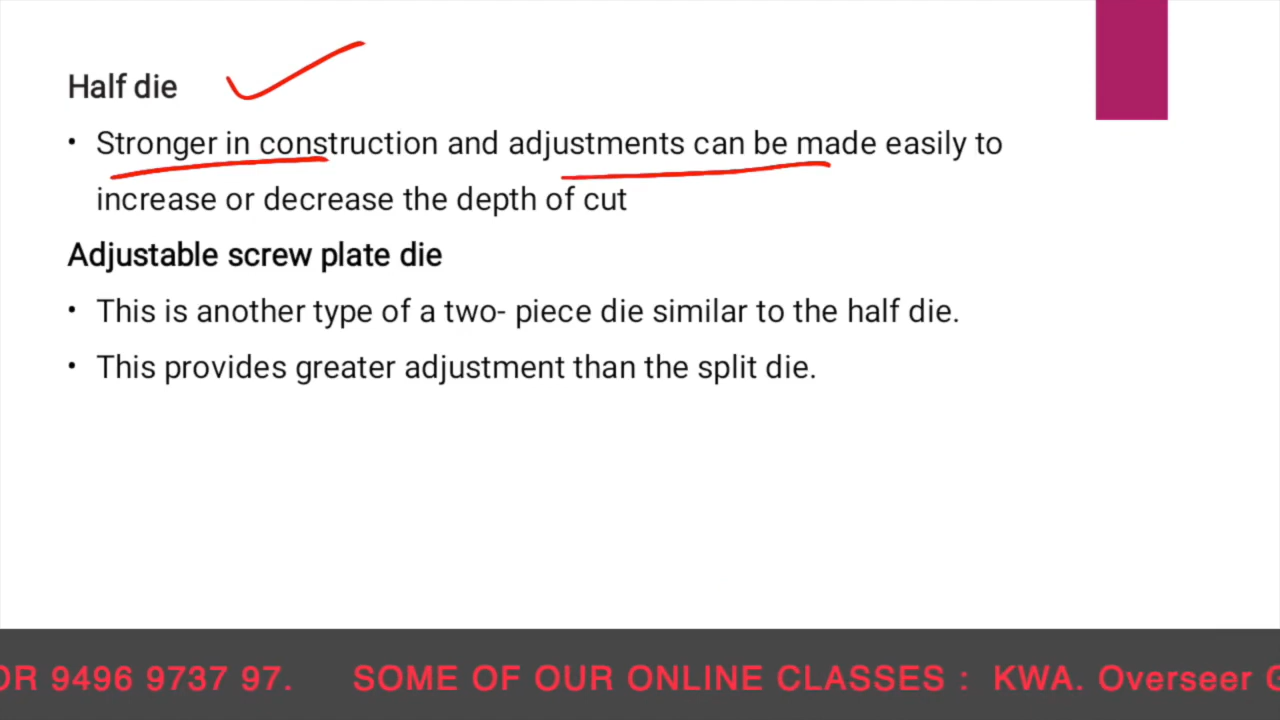 Half die
• Stronger in construction and adjustments can be made easily to
increase or decrease the depth of cut
Adjustable screw plate die
• This is another type of a two- piece die similar to the half die.
• This provides greater adjustment than the split die.
OR 9496 9737 97. SOME OF OUR ONLINE CLASSES : KWA. Overseer